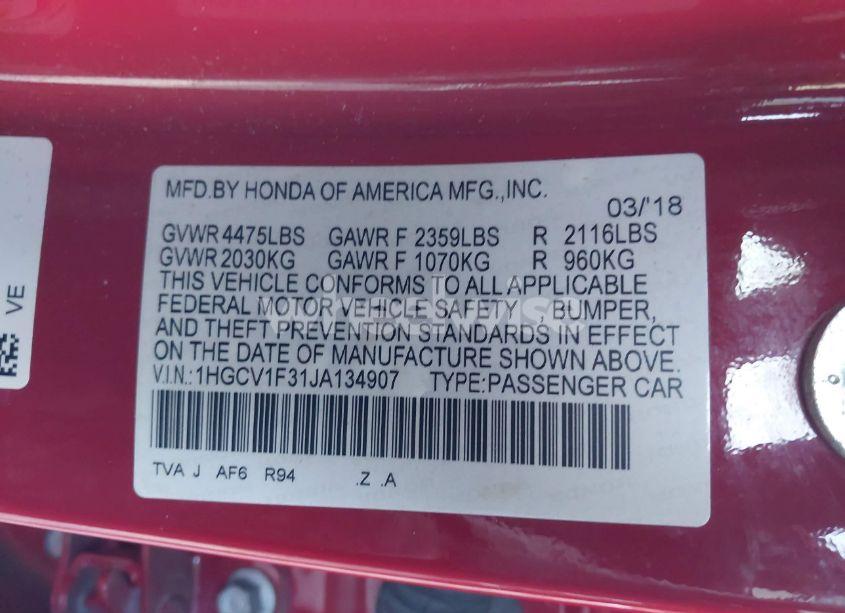 MFD.BY HONDA OF AMERICA MFG.,INC. 03/'18
GVWR 4475LBS GAWR F 2359LBS R 2116LBS
GVWR 2030KG GAWR F 1070KG R 960KG
THIS VEHICLE CONFORMS TO ALL APPLICABLE
FEDERAL MOTOR VEHICLE SAFETY , BUMPER,
AND THEFT PREVENTION STANDARDS IN EFFECT
ON THE DATE OF MANUFACTURE SHOWN ABOVE.
V.I.N.:1HGCV1F31JA134907 TYPE:PASSENGER CAR
TVA J AF6 R94 .Z .A
VE